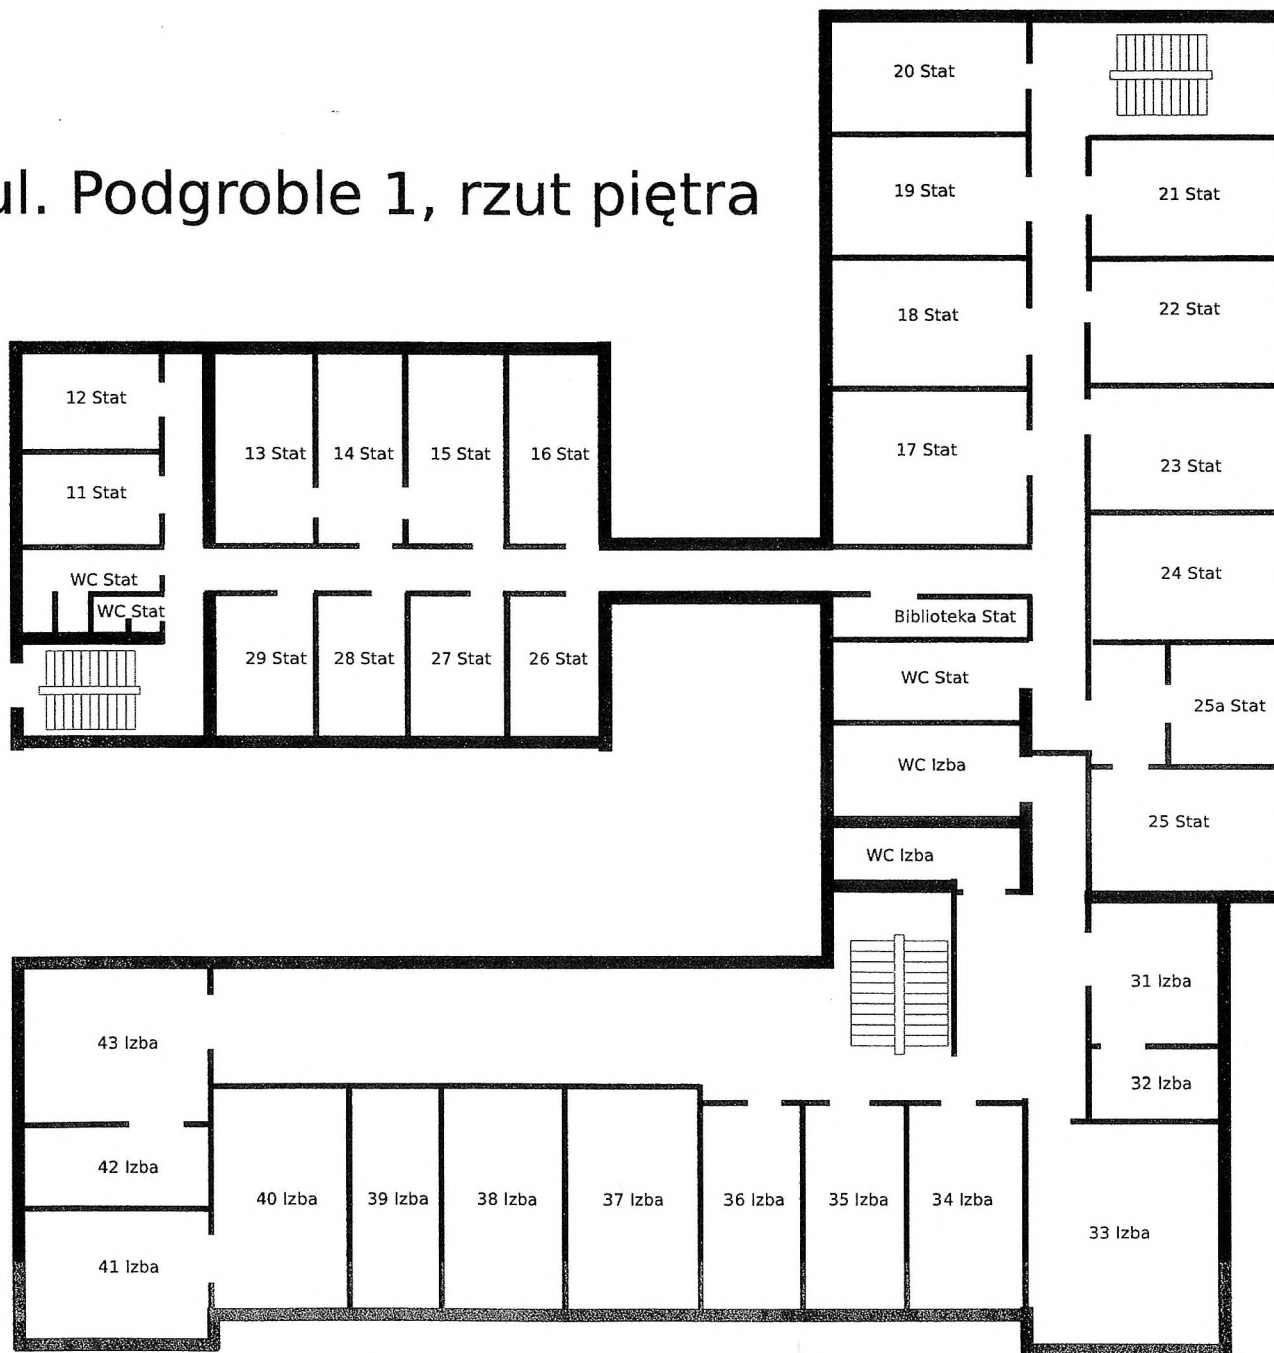 ul. Podgroble 1, rzut piętra
20 Stat
19 Stat
21 Stat
18 Stat
22 Stat
17 Stat
23 Stat
24 Stat
12 Stat
11 Stat
13 Stat
14 Stat
15 Stat
16 Stat
WC Stat
WC Stat
29 Stat
28 Stat
27 Stat
26 Stat
Biblioteka Stat
WC Stat
25a Stat
WC Izba
25 Stat
WC Izba
31 Izba
32 Izba
43 Izba
42 Izba
41 Izba
40 Izba
39 Izba
38 Izba
37 Izba
36 Izba
35 Izba
34 Izba
33 Izba